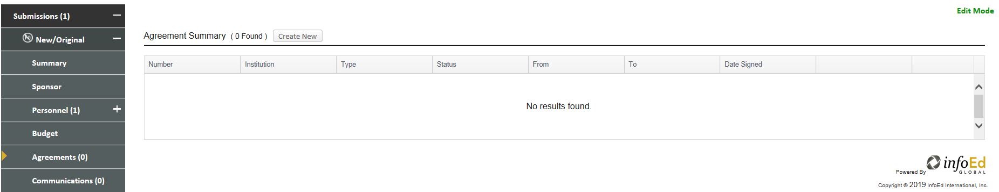 Submissions (1)
Edit Mode
New/Original
Agreement Summary ( 0 Found ) Create New
Summary
Number Institution Type Status From To Date Signed
Sponsor
No results found.
Personnel (1)
Budget
Agreements (0)
Communications (0)
Powered By infoEd GLOBAL
Copyright © 2019 InfoEd International, Inc.